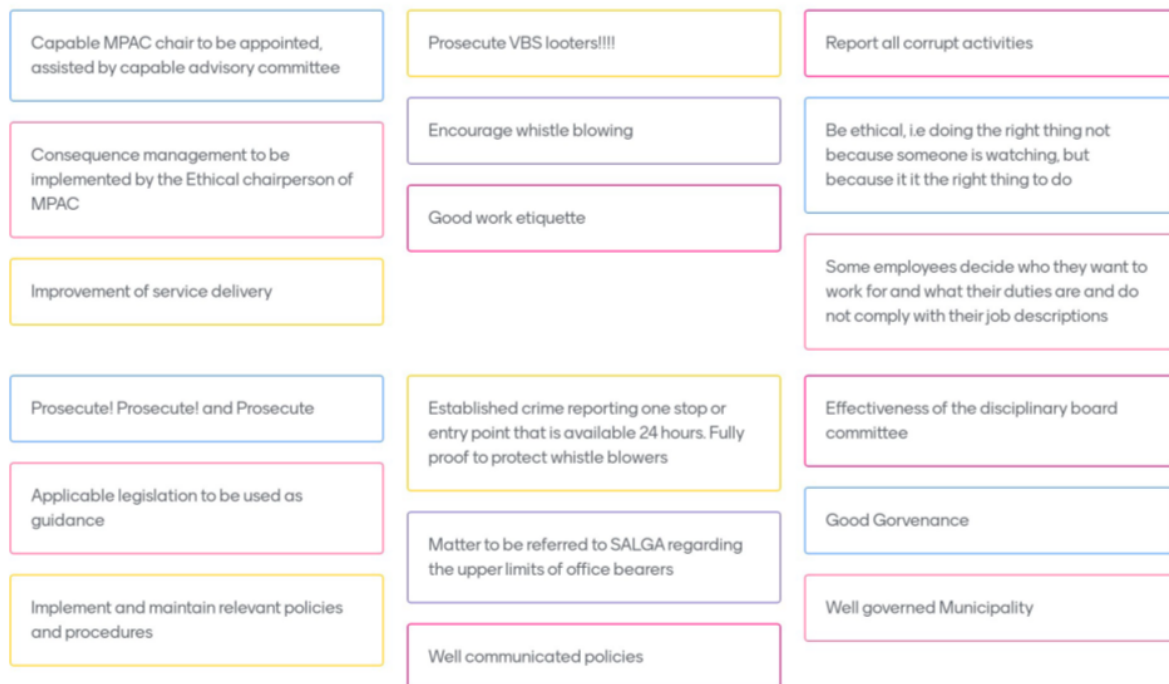 Capable MPAC chair to be appointed,
assisted by capable advisory committee
Consequence management to be
implemented by the Ethical chairperson of
MPAC
Improvement of service delivery
Prosecute VBS looters!!!!
Encourage whistle blowing
Good work etiquette
Report all corrupt activities
Be ethical, i.e doing the right thing not
because someone is watching, but
because it it the right thing to do
Some employees decide who they want to
work for and what their duties are and do
not comply with their job descriptions
Prosecute! Prosecute! and Prosecute
Applicable legislation to be used as
guidance
Implement and maintain relevant policies
and procedures
Established crime reporting one stop or
entry point that is available 24 hours. Fully
proof to protect whistle blowers
Matter to be referred to SALGA regarding
the upper limits of office bearers
Well communicated policies
Effectiveness of the disciplinary board
committee
Good Gorvenance
Well governed Municipality